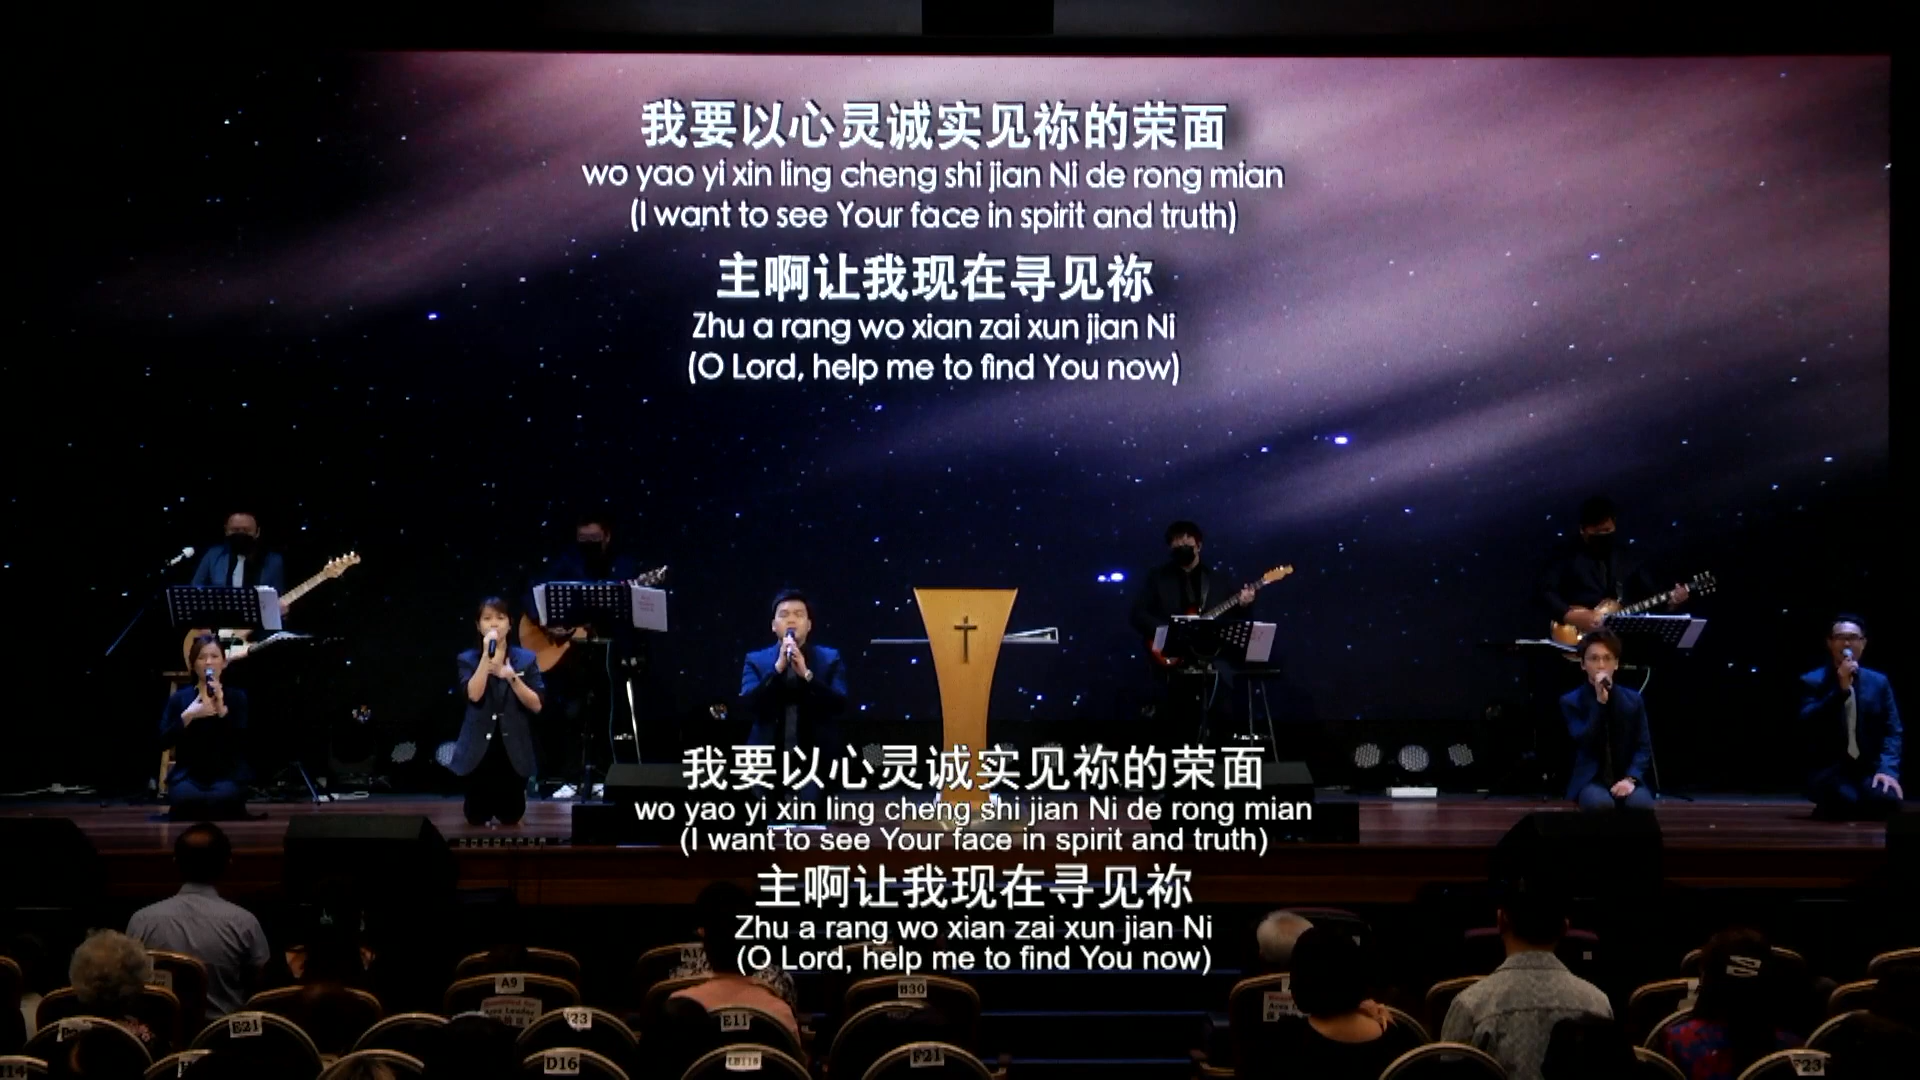 我要以心灵诚实见祢的荣面
wo yao yi xin ling cheng shi jian Ni de rong mian
(I want to see Your face in spirit and truth)
主啊让我现在寻见祢
Zhu a rang wo xian zai xun jian Ni
(O Lord, help me to find You now)
我要以心灵诚实见祢的荣面
wo yao yi xin ling cheng shi jian Ni de rong mian
(I want to see Your face in spirit and truth)
主啊让我现在寻见祢
Zhu a rang wo xian zai xun jian Ni
(O Lord, help me to find You now)
A9
B30
E21
E11
D16
F21